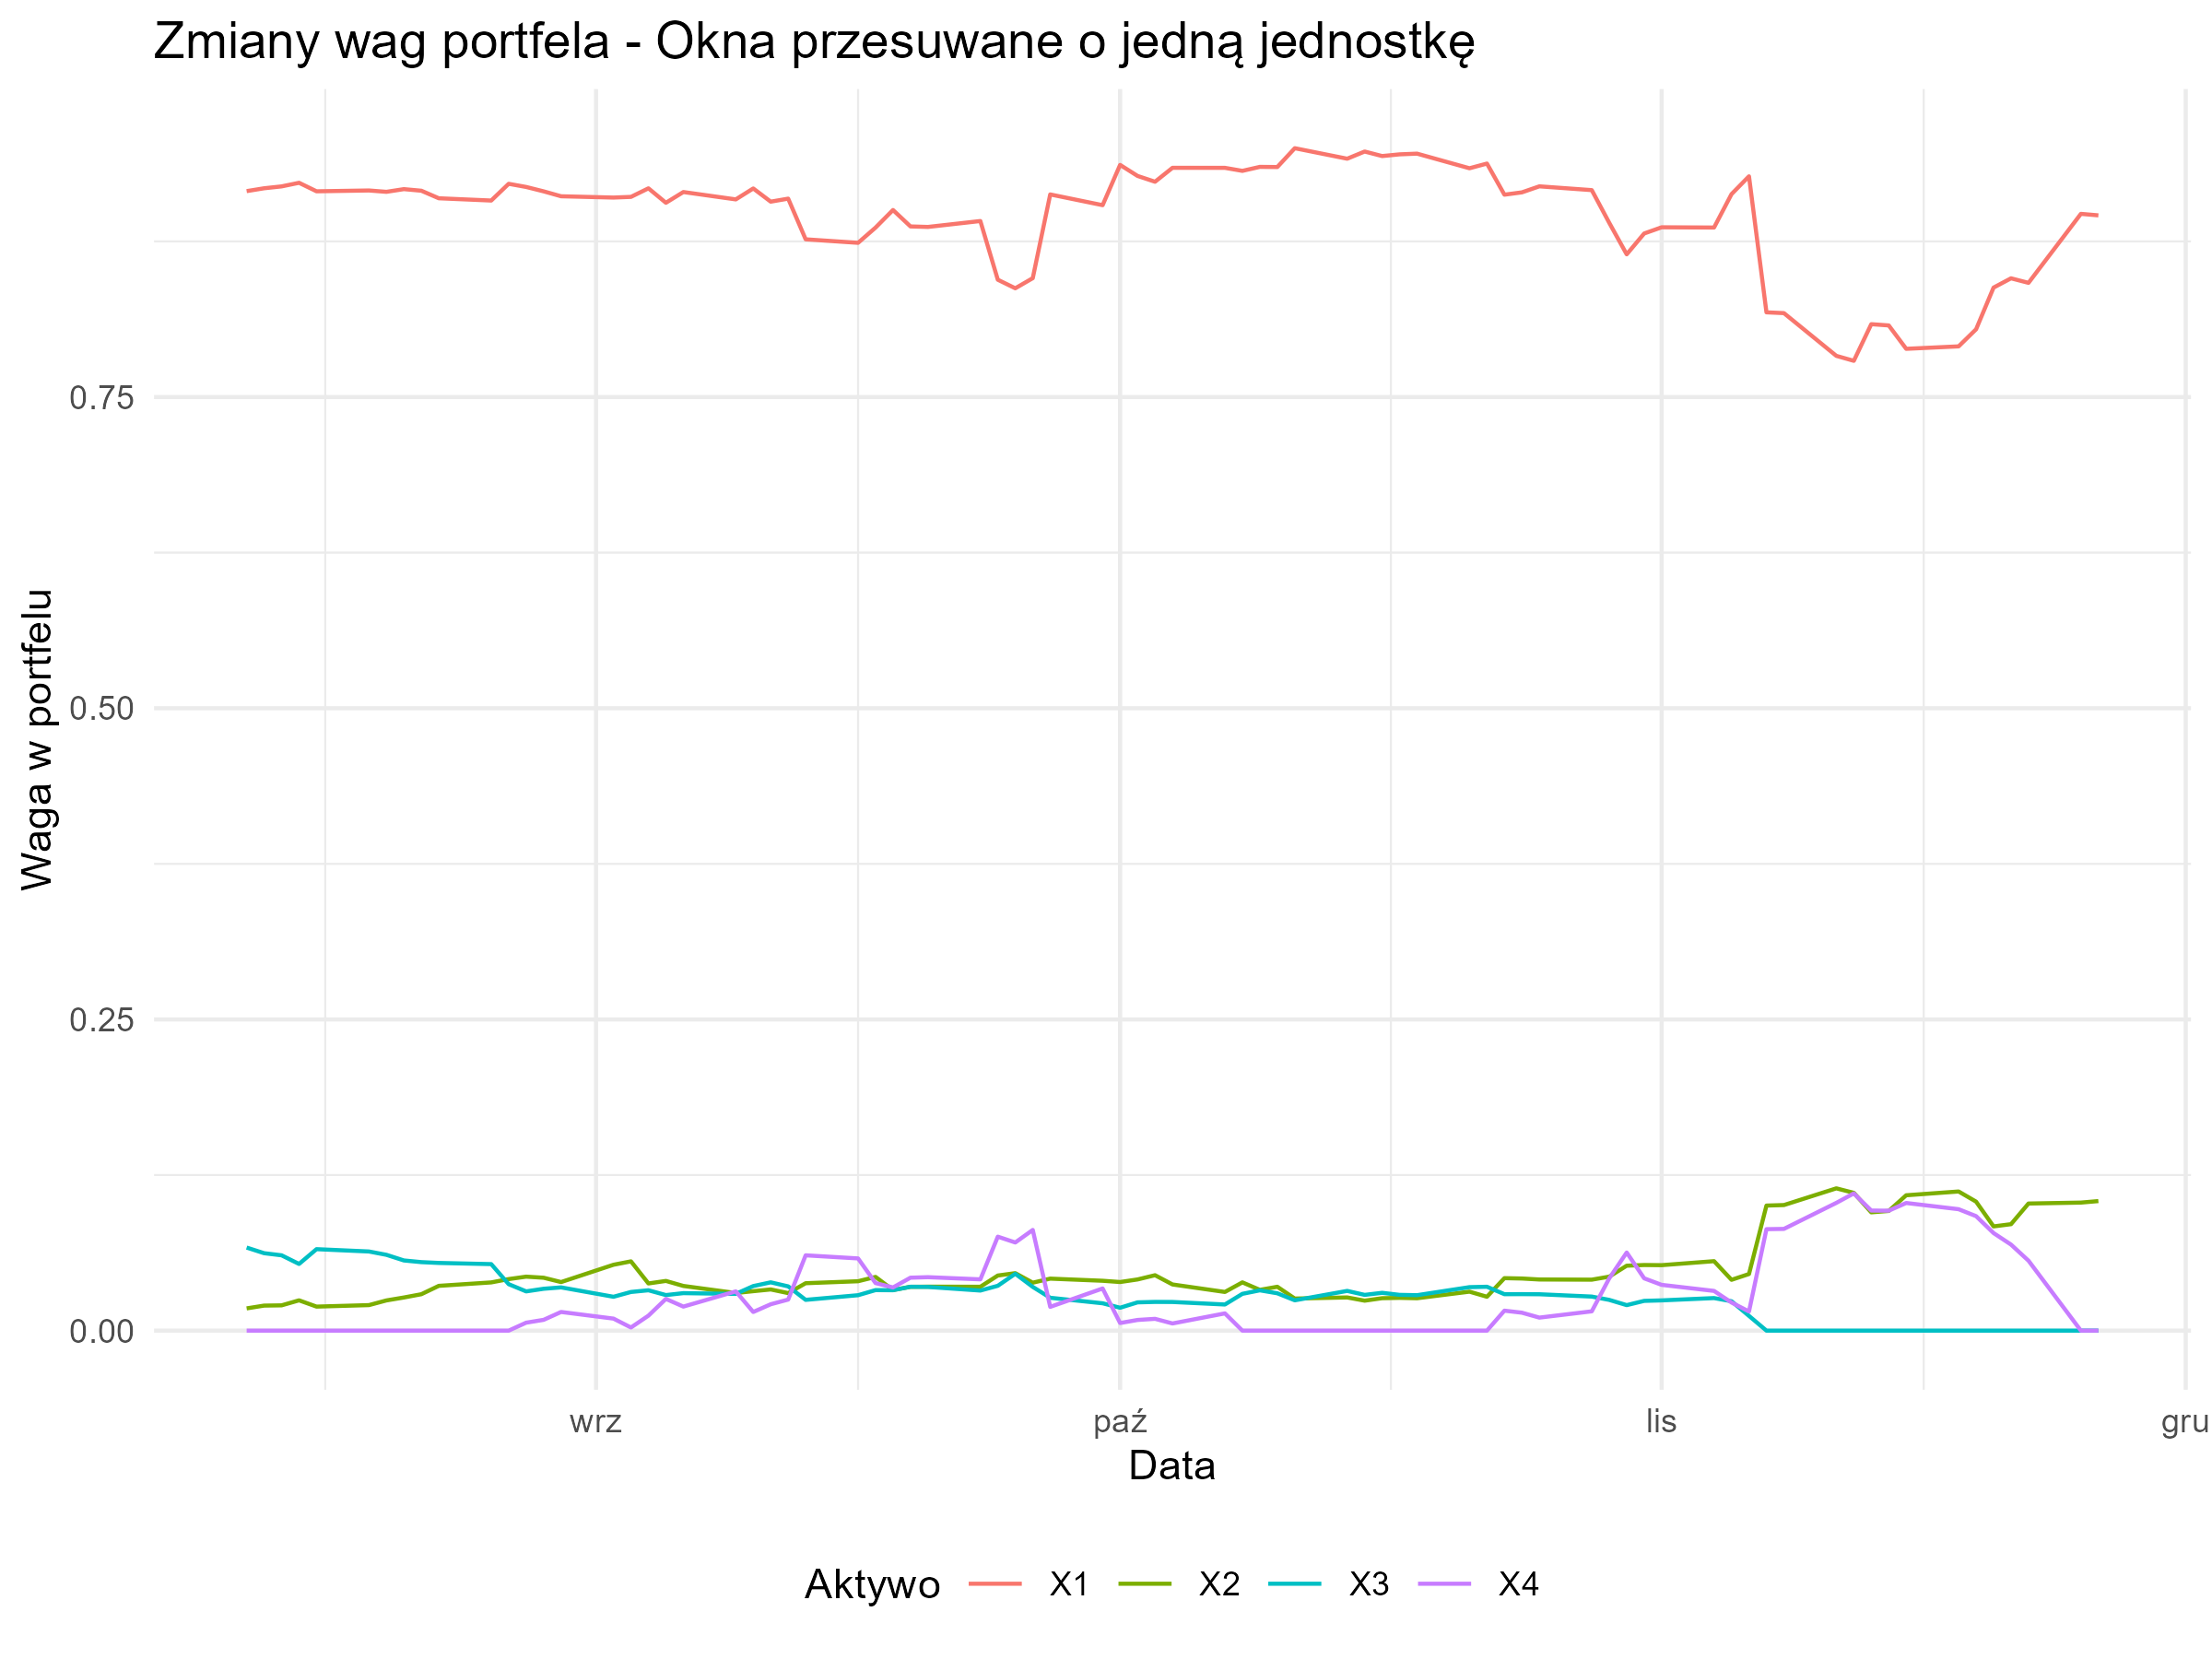 Zmiany wag portfela - Okna przesuwane o jedną jednostkę
Waga w portfelu
0.75
0.50
0.25
0.00
wrz paź lis gru
Data
Aktywo X1 X2 X3 X4